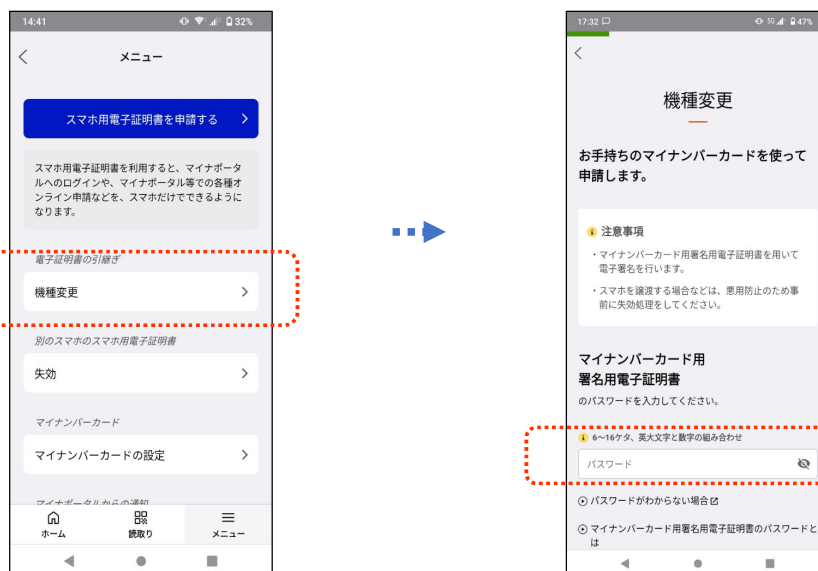 14:41
32%
メニュー
スマホ用電子証明書を申請する
スマホ用電子証明書を利用すると、マイナポータ
ルへのログインや、マイナポータル等での各種オ
ンライン申請などを、スマホだけでできるように
なります。
電子証明書の引継ぎ
機種変更
別のスマホのスマホ用電子証明書
失効
マイナンバーカード
マイナンバーカードの設定
マイナポータルからの通知
ホーム
読取り
メニュー
17:32
5G
47%
機種変更
お手持ちのマイナンバーカードを使って
申請します。
注意事項
・マイナンバーカード用署名用電子証明書を用いて
電子署名を行います。
・スマホを譲渡する場合などは、悪用防止のため事
前に失効処理をしてください。
マイナンバーカード用
署名用電子証明書
のパスワードを入力してください。
6〜16ケタ、英大文字と数字の組み合わせ
パスワード
パスワードがわからない場合
マイナンバーカード用署名用電子証明書のパスワードと
は